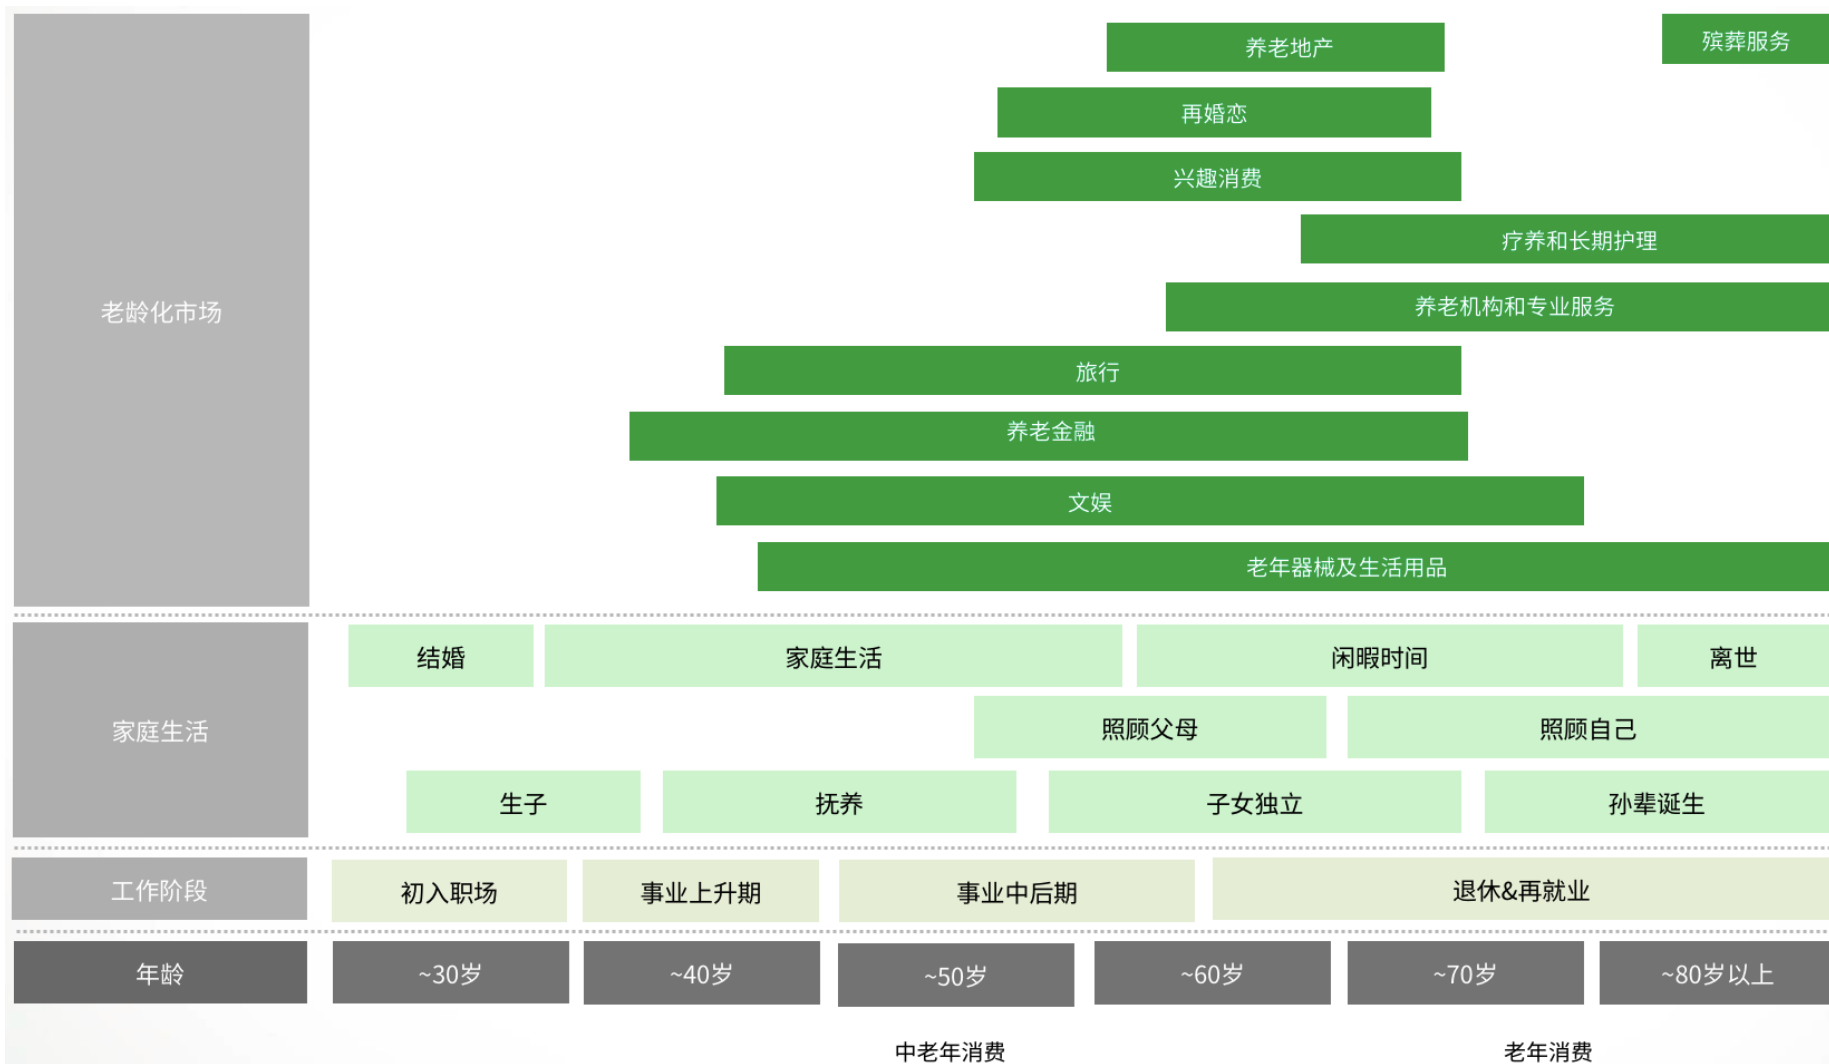 养老地产
殡葬服务
再婚恋
兴趣消费
疗养和长期护理
老龄化市场
养老机构和专业服务
旅行
养老金融
文娱
老年器械及生活用品
结婚
家庭生活
闲暇时间
离世
家庭生活
照顾父母
照顾自己
生子
抚养
子女独立
孙辈诞生
工作阶段
初入职场
事业上升期
事业中后期
退休&再就业
年龄
~30岁
~40岁
~50岁
~60岁
~70岁
~80岁以上
中老年消费
老年消费